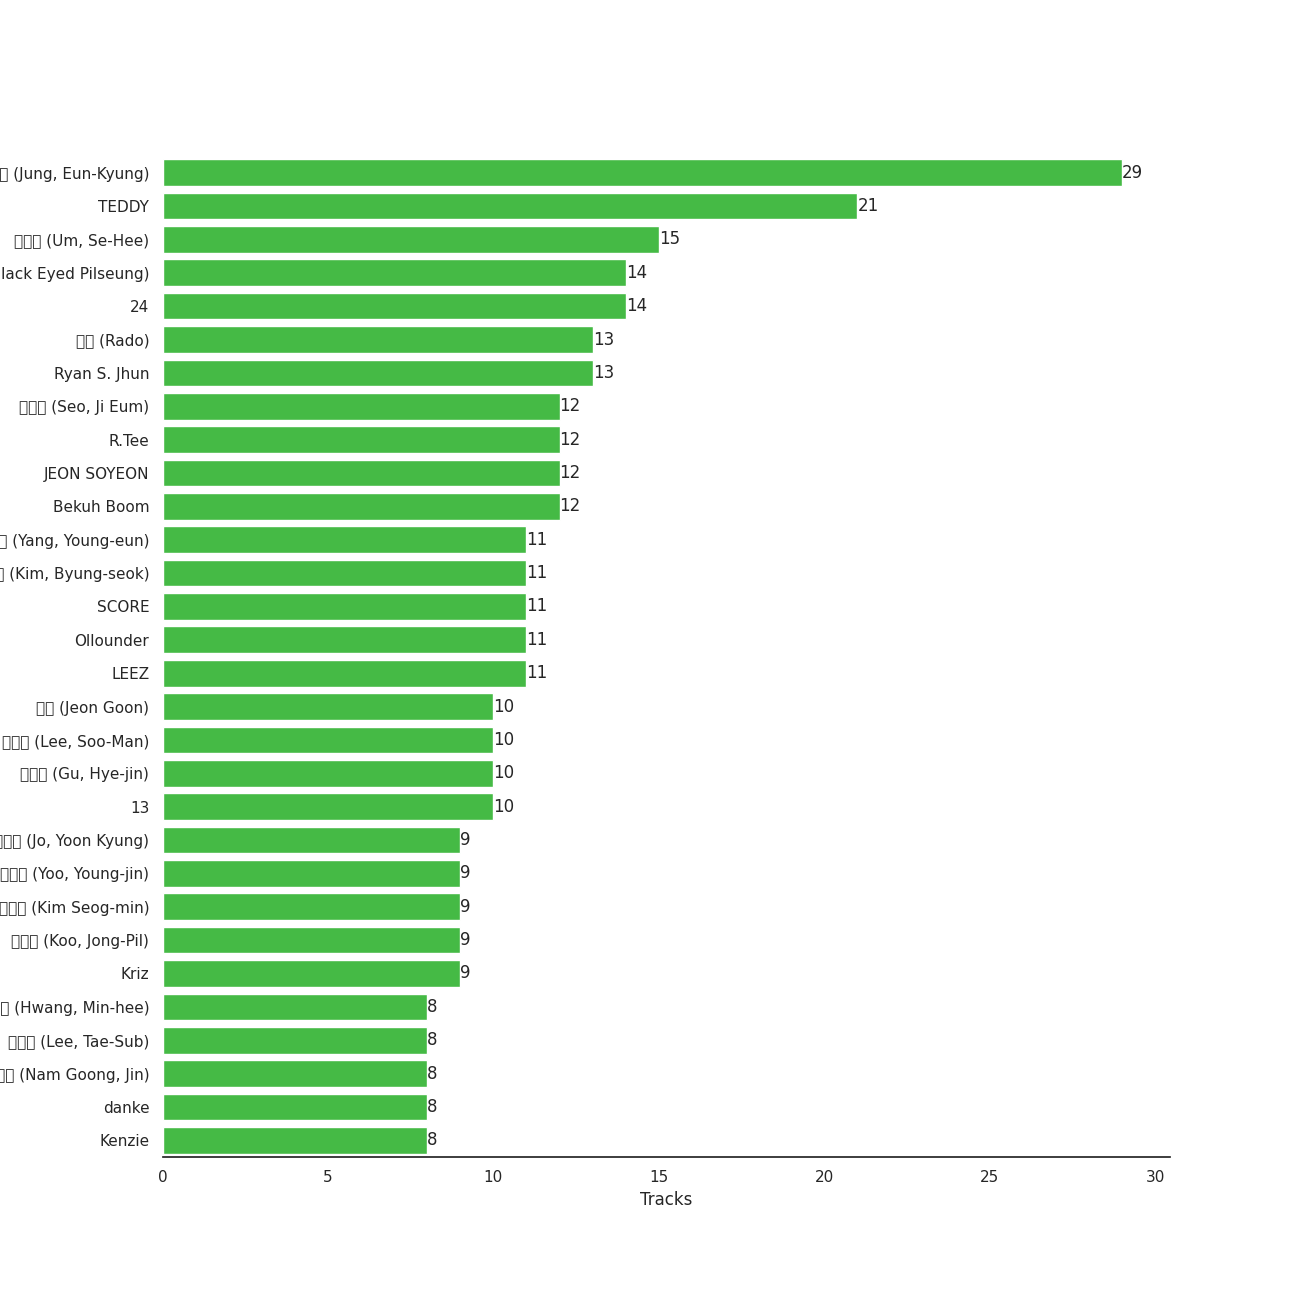 (Jung, Eun-Kyung) 29
TEDDY 21
(Um, Se-Hee) 15
lack Eyed Pilseung) 14
24 14
(Rado) 13
Ryan S. Jhun 13
(Seo, Ji Eum) 12
R.Tee 12
JEON SOYEON 12
Bekuh Boom 12
(Yang, Young-eun) 11
(Kim, Byung-seok) 11
SCORE 11
Ollounder 11
LEEZ 11
(Jeon Goon) 10
(Lee, Soo-Man) 10
(Gu, Hye-jin) 10
13 10
(Jo, Yoon Kyung) 9
(Yoo, Young-jin) 9
(Kim Seog-min) 9
(Koo, Jong-Pil) 9
Kriz 9
(Hwang, Min-hee) 8
(Lee, Tae-Sub) 8
(Nam Goong, Jin) 8
danke 8
Kenzie 8
0 5 10 15 20 25 30
Tracks